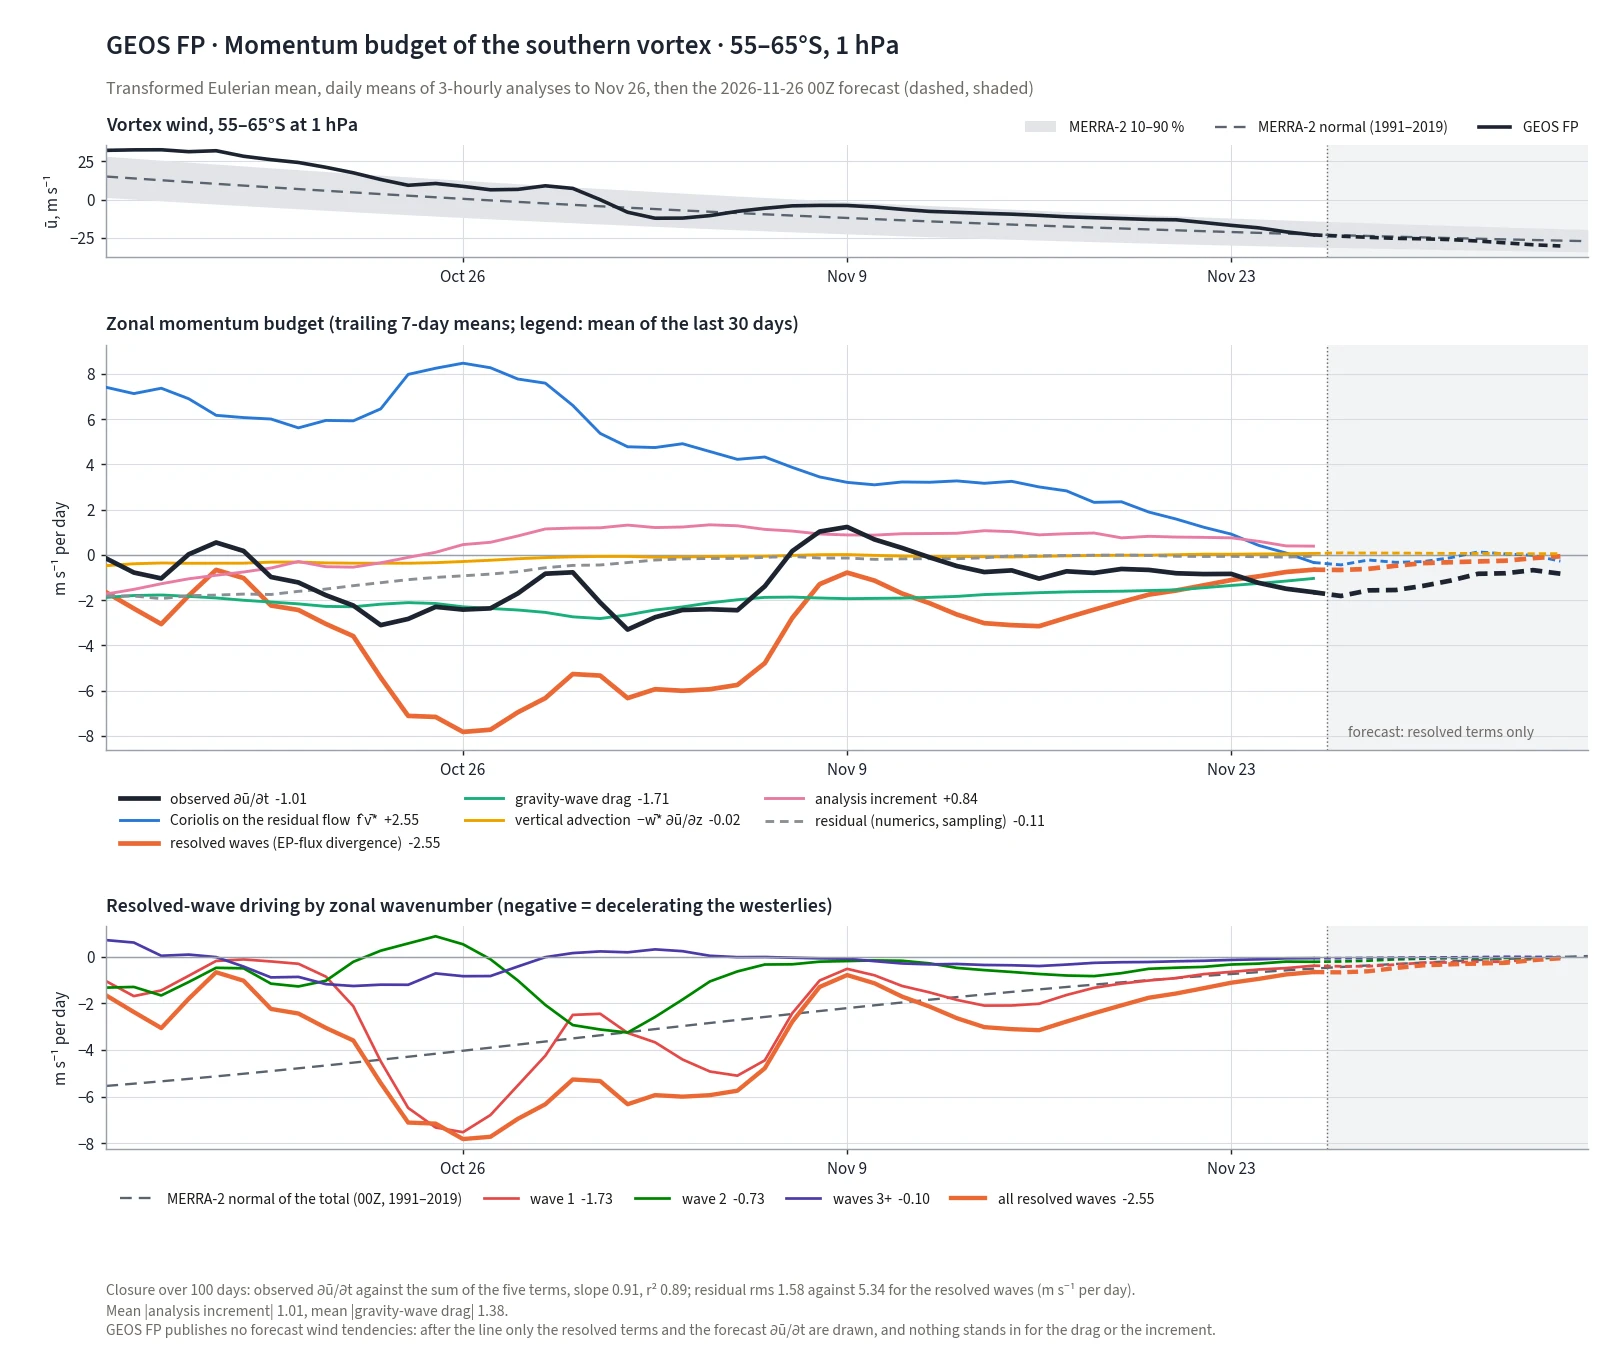 GEOS FP · Momentum budget of the southern vortex · 55–65°S, 1 hPa
Transformed Eulerian mean, daily means of 3-hourly analyses to Nov 26, then the 2026-11-26 00Z forecast (dashed, shaded)
Vortex wind, 55–65°S at 1 hPa
MERRA-2 10–90 %
MERRA-2 normal (1991–2019)
GEOS FP
ū, m s⁻¹
25
0
−25
Oct 26
Nov 9
Nov 23
Zonal momentum budget (trailing 7-day means; legend: mean of the last 30 days)
m s⁻¹ per day
8
6
4
2
0
−2
−4
−6
−8
forecast: resolved terms only
Oct 26
Nov 9
Nov 23
observed ∂ū/∂t -1.01
gravity-wave drag -1.71
analysis increment +0.84
Coriolis on the residual flow f v̄* +2.55
vertical advection −w̄* ∂ū/∂z -0.02
residual (numerics, sampling) -0.11
resolved waves (EP-flux divergence) -2.55
Resolved-wave driving by zonal wavenumber (negative = decelerating the westerlies)
m s⁻¹ per day
0
−2
−4
−6
−8
Oct 26
Nov 9
Nov 23
MERRA-2 normal of the total (00Z, 1991–2019)
wave 1 -1.73
wave 2 -0.73
waves 3+ -0.10
all resolved waves -2.55
Closure over 100 days: observed ∂ū/∂t against the sum of the five terms, slope 0.91, r² 0.89; residual rms 1.58 against 5.34 for the resolved waves (m s⁻¹ per day).
Mean |analysis increment| 1.01, mean |gravity-wave drag| 1.38.
GEOS FP publishes no forecast wind tendencies: after the line only the resolved terms and the forecast ∂ū/∂t are drawn, and nothing stands in for the drag or the increment.